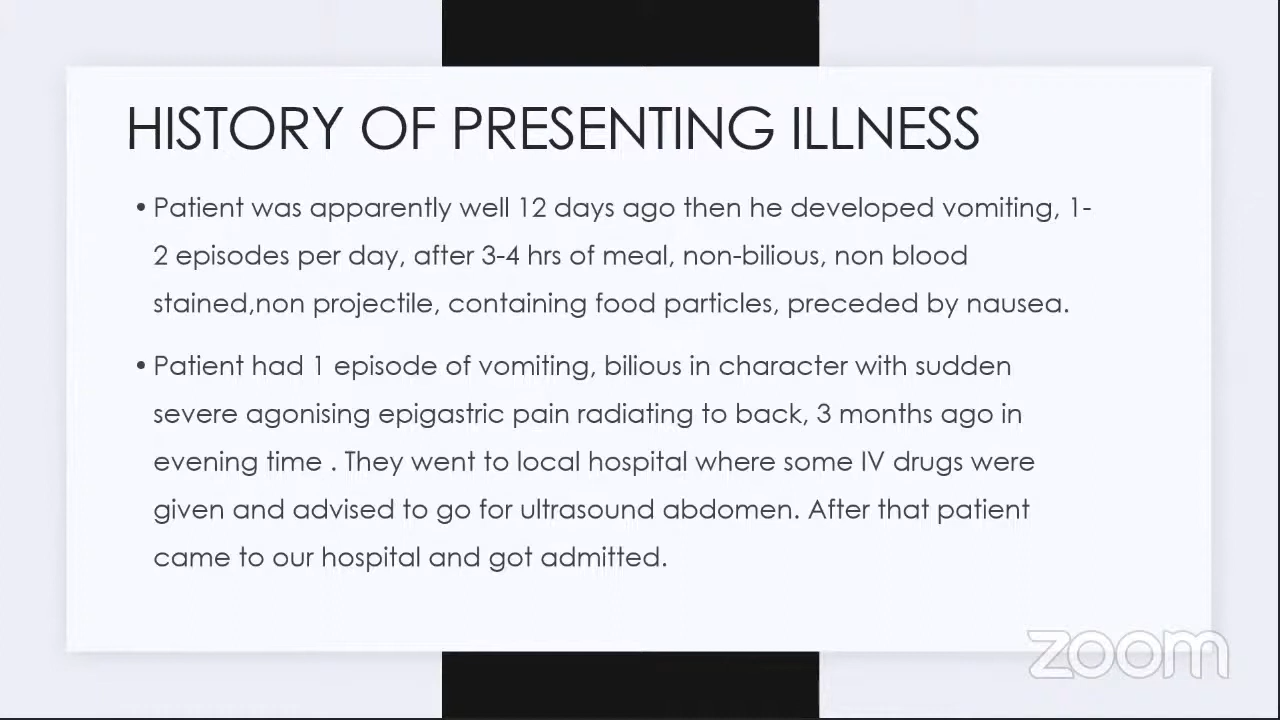 HISTORY OF PRESENTING ILLNESS
• Patient was apparently well 12 days ago then he developed vomiting, 1-
2 episodes per day, after 3-4 hrs of meal, non-bilious, non blood
stained,non projectile, containing food particles, preceded by nausea.
• Patient had 1 episode of vomiting, bilious in character with sudden
severe agonising epigastric pain radiating to back, 3 months ago in
evening time . They went to local hospital where some IV drugs were
given and advised to go for ultrasound abdomen. After that patient
came to our hospital and got admitted.
zoom